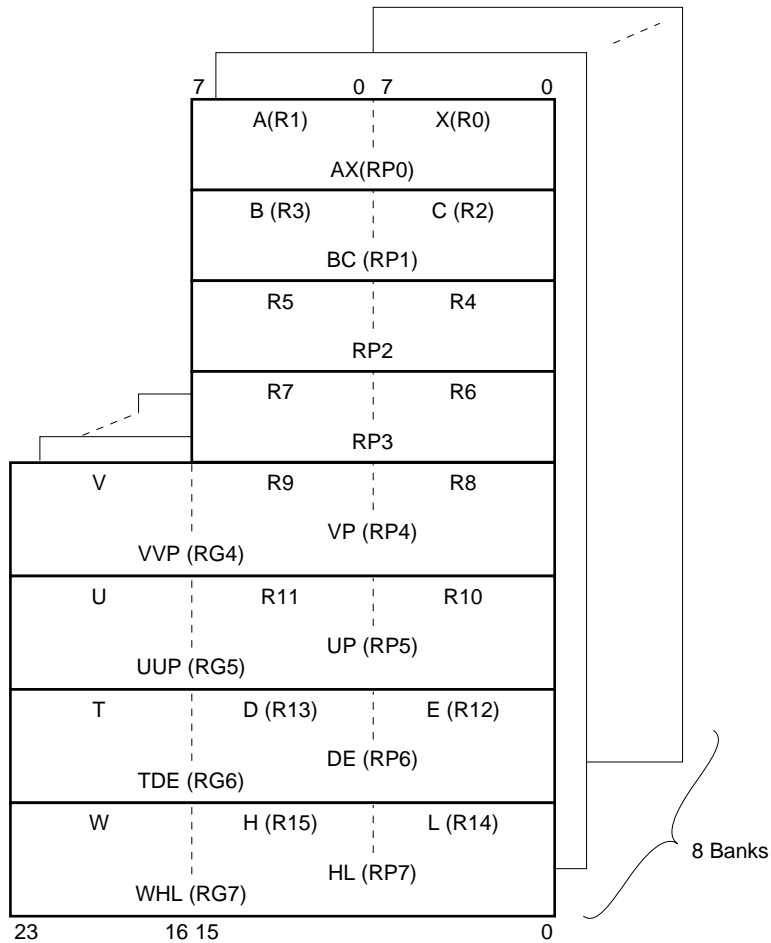 7 0 7 0
A(R1) X(R0)
AX(RP0)
B (R3) C (R2)
BC (RP1)
R5 R4
RP2
R7 R6
RP3
V R9 R8
VP (RP4)
VVP (RG4)
U R11 R10
UP (RP5)
UUP (RG5)
T D (R13) E (R12)
DE (RP6)
TDE (RG6)
W H (R15) L (R14)
8 Banks
HL (RP7)
WHL (RG7)
23 16 15 0